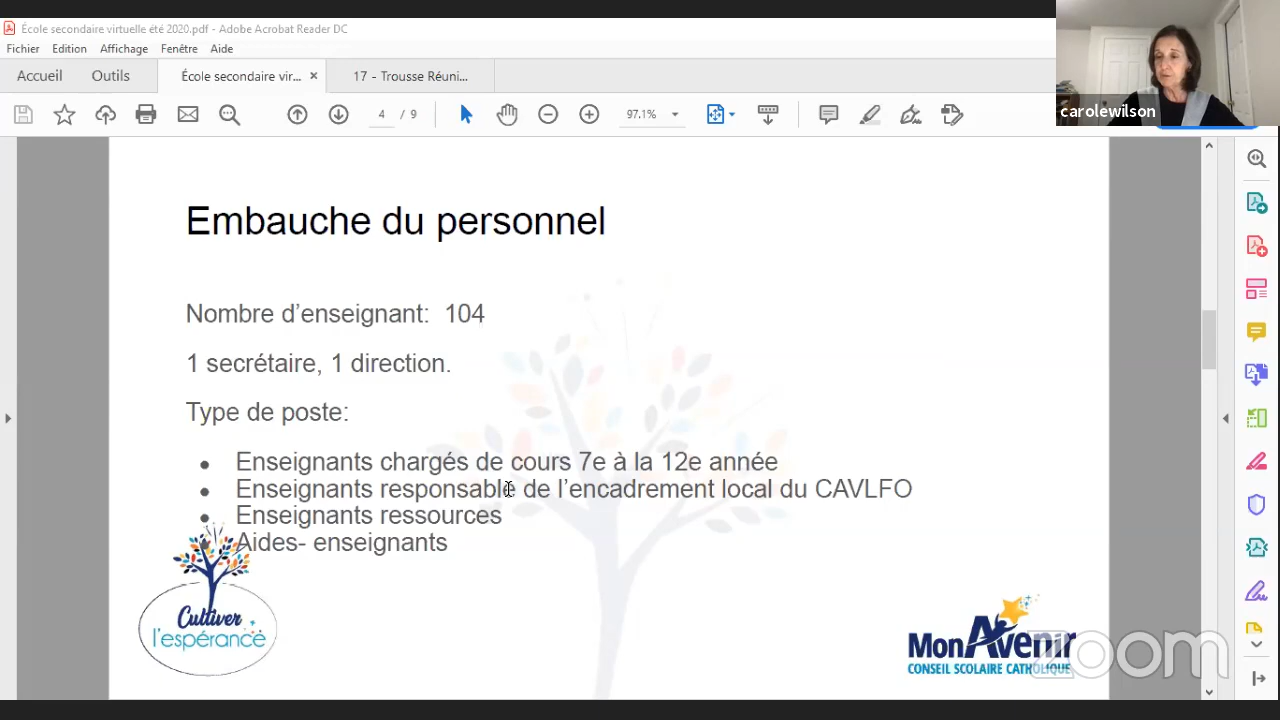 École secondaire virtuelle été 2020.pdf - Adobe Acrobat Reader DC
Fichier Edition Affichage Fenêtre Aide
Accueil Outils École secondaire vir... × 17 - Trousse Réuni...
4 / 9 97.1%
carolewilson
Embauche du personnel
Nombre d'enseignant: 104
1 secrétaire, 1 direction.
Type de poste:
• Enseignants chargés de cours 7e à la 12e année
• Enseignants responsable de l'encadrement local du CAVLFO
• Enseignants ressources
• Aides- enseignants
Cultiver
l'espérance
MonAvenir
CONSEIL SCOLAIRE CATHOLIQUE
zoom